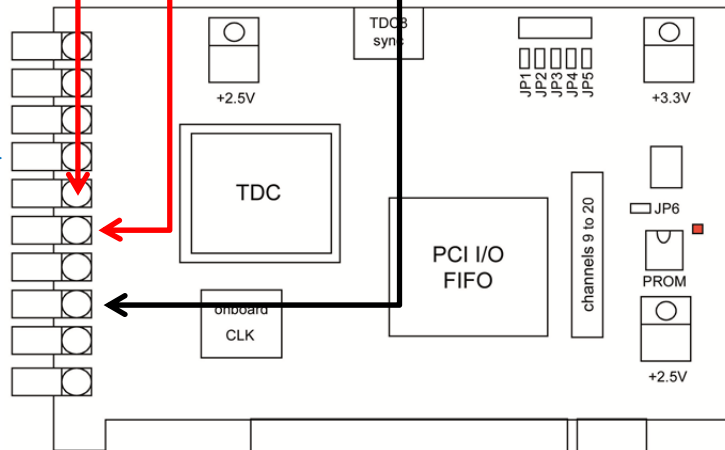 TDC8
sync
+2.5V
JP1
JP2
JP3
JP4
JP5
+3.3V
TDC
channels 9 to 20
JP6
PCI I/O
FIFO
PROM
onboard
CLK
+2.5V